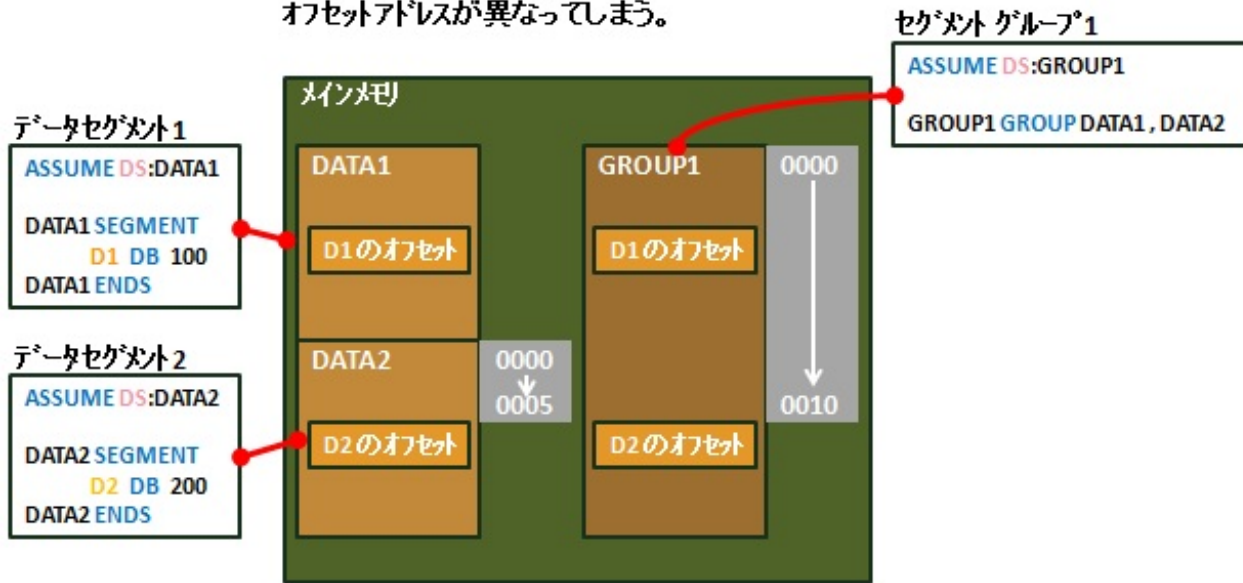 オフセットアドレスが異なってしまう。
セグメント グループ1
ASSUME DS:GROUP1
GROUP1 GROUP DATA1 , DATA2
メインメモリ
データセグメント1
ASSUME DS:DATA1
DATA1 SEGMENT
D1 DB 100
DATA1 ENDS
データセグメント2
ASSUME DS:DATA2
DATA2 SEGMENT
D2 DB 200
DATA2 ENDS
DATA1
D1のオフセット
DATA2
D2のオフセット
0000
0005
GROUP1
D1のオフセット
D2のオフセット
0000
0010